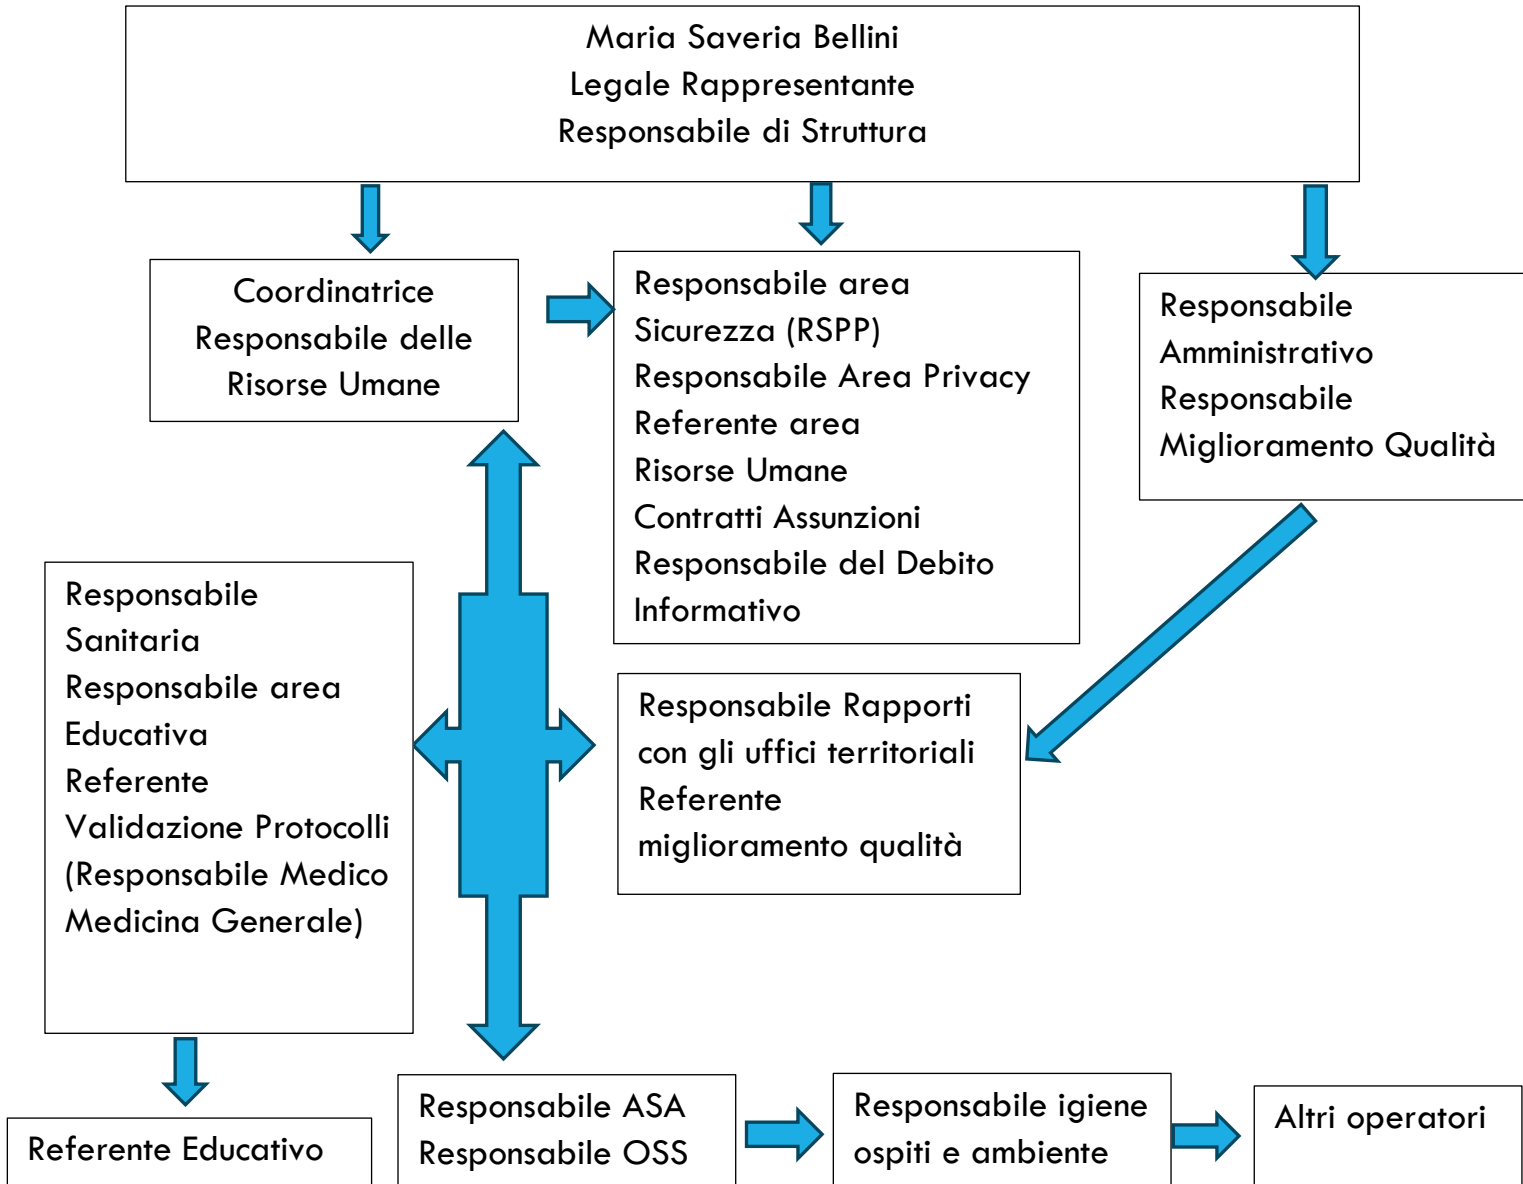 Maria Saveria Bellini
Legale Rappresentante
Responsabile di Struttura
Coordinatrice
Responsabile delle
Risorse Umane
Responsabile area
Sicurezza (RSPP)
Responsabile Area Privacy
Referente area
Risorse Umane
Contratti Assunzioni
Responsabile del Debito
Informativo
Responsabile
Amministrativo
Responsabile
Miglioramento Qualità
Responsabile
Sanitaria
Responsabile area
Educativa
Referente
Validazione Protocolli
(Responsabile Medico
Medicina Generale)
Responsabile Rapporti
con gli uffici territoriali
Referente
miglioramento qualità
Referente Educativo
Responsabile ASA
Responsabile OSS
Responsabile igiene
ospiti e ambiente
Altri operatori